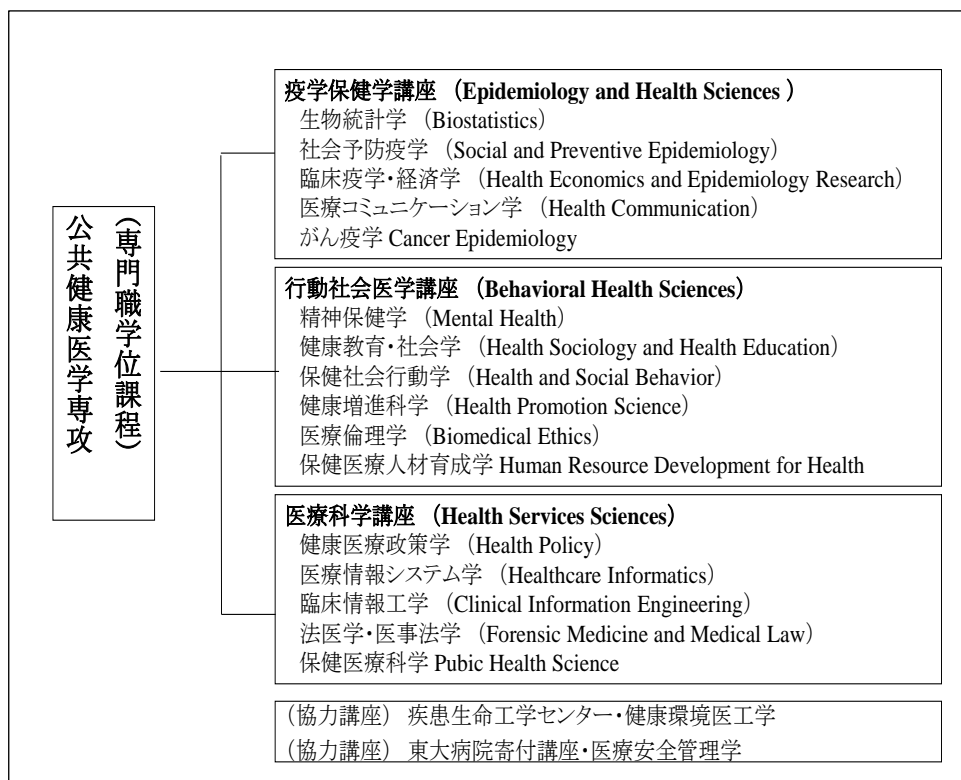 公共健康医学専攻
（専門職学位課程）
疫学保健学講座 （Epidemiology and Health Sciences ）
生物統計学 （Biostatistics）
社会予防疫学 （Social and Preventive Epidemiology）
臨床疫学・経済学 （Health Economics and Epidemiology Research）
医療コミュニケーション学 （Health Communication）
がん疫学 Cancer Epidemiology
行動社会医学講座 （Behavioral Health Sciences）
精神保健学 （Mental Health）
健康教育・社会学 （Health Sociology and Health Education）
保健社会行動学 （Health and Social Behavior）
健康増進科学 （Health Promotion Science）
医療倫理学 （Biomedical Ethics）
保健医療人材育成学 Human Resource Development for Health
医療科学講座 （Health Services Sciences）
健康医療政策学 （Health Policy）
医療情報システム学 （Healthcare Informatics）
臨床情報工学 （Clinical Information Engineering）
法医学・医事法学 （Forensic Medicine and Medical Law）
保健医療科学 Pubic Health Science
（協力講座） 疾患生命工学センター・健康環境医工学
（協力講座） 東大病院寄付講座・医療安全管理学